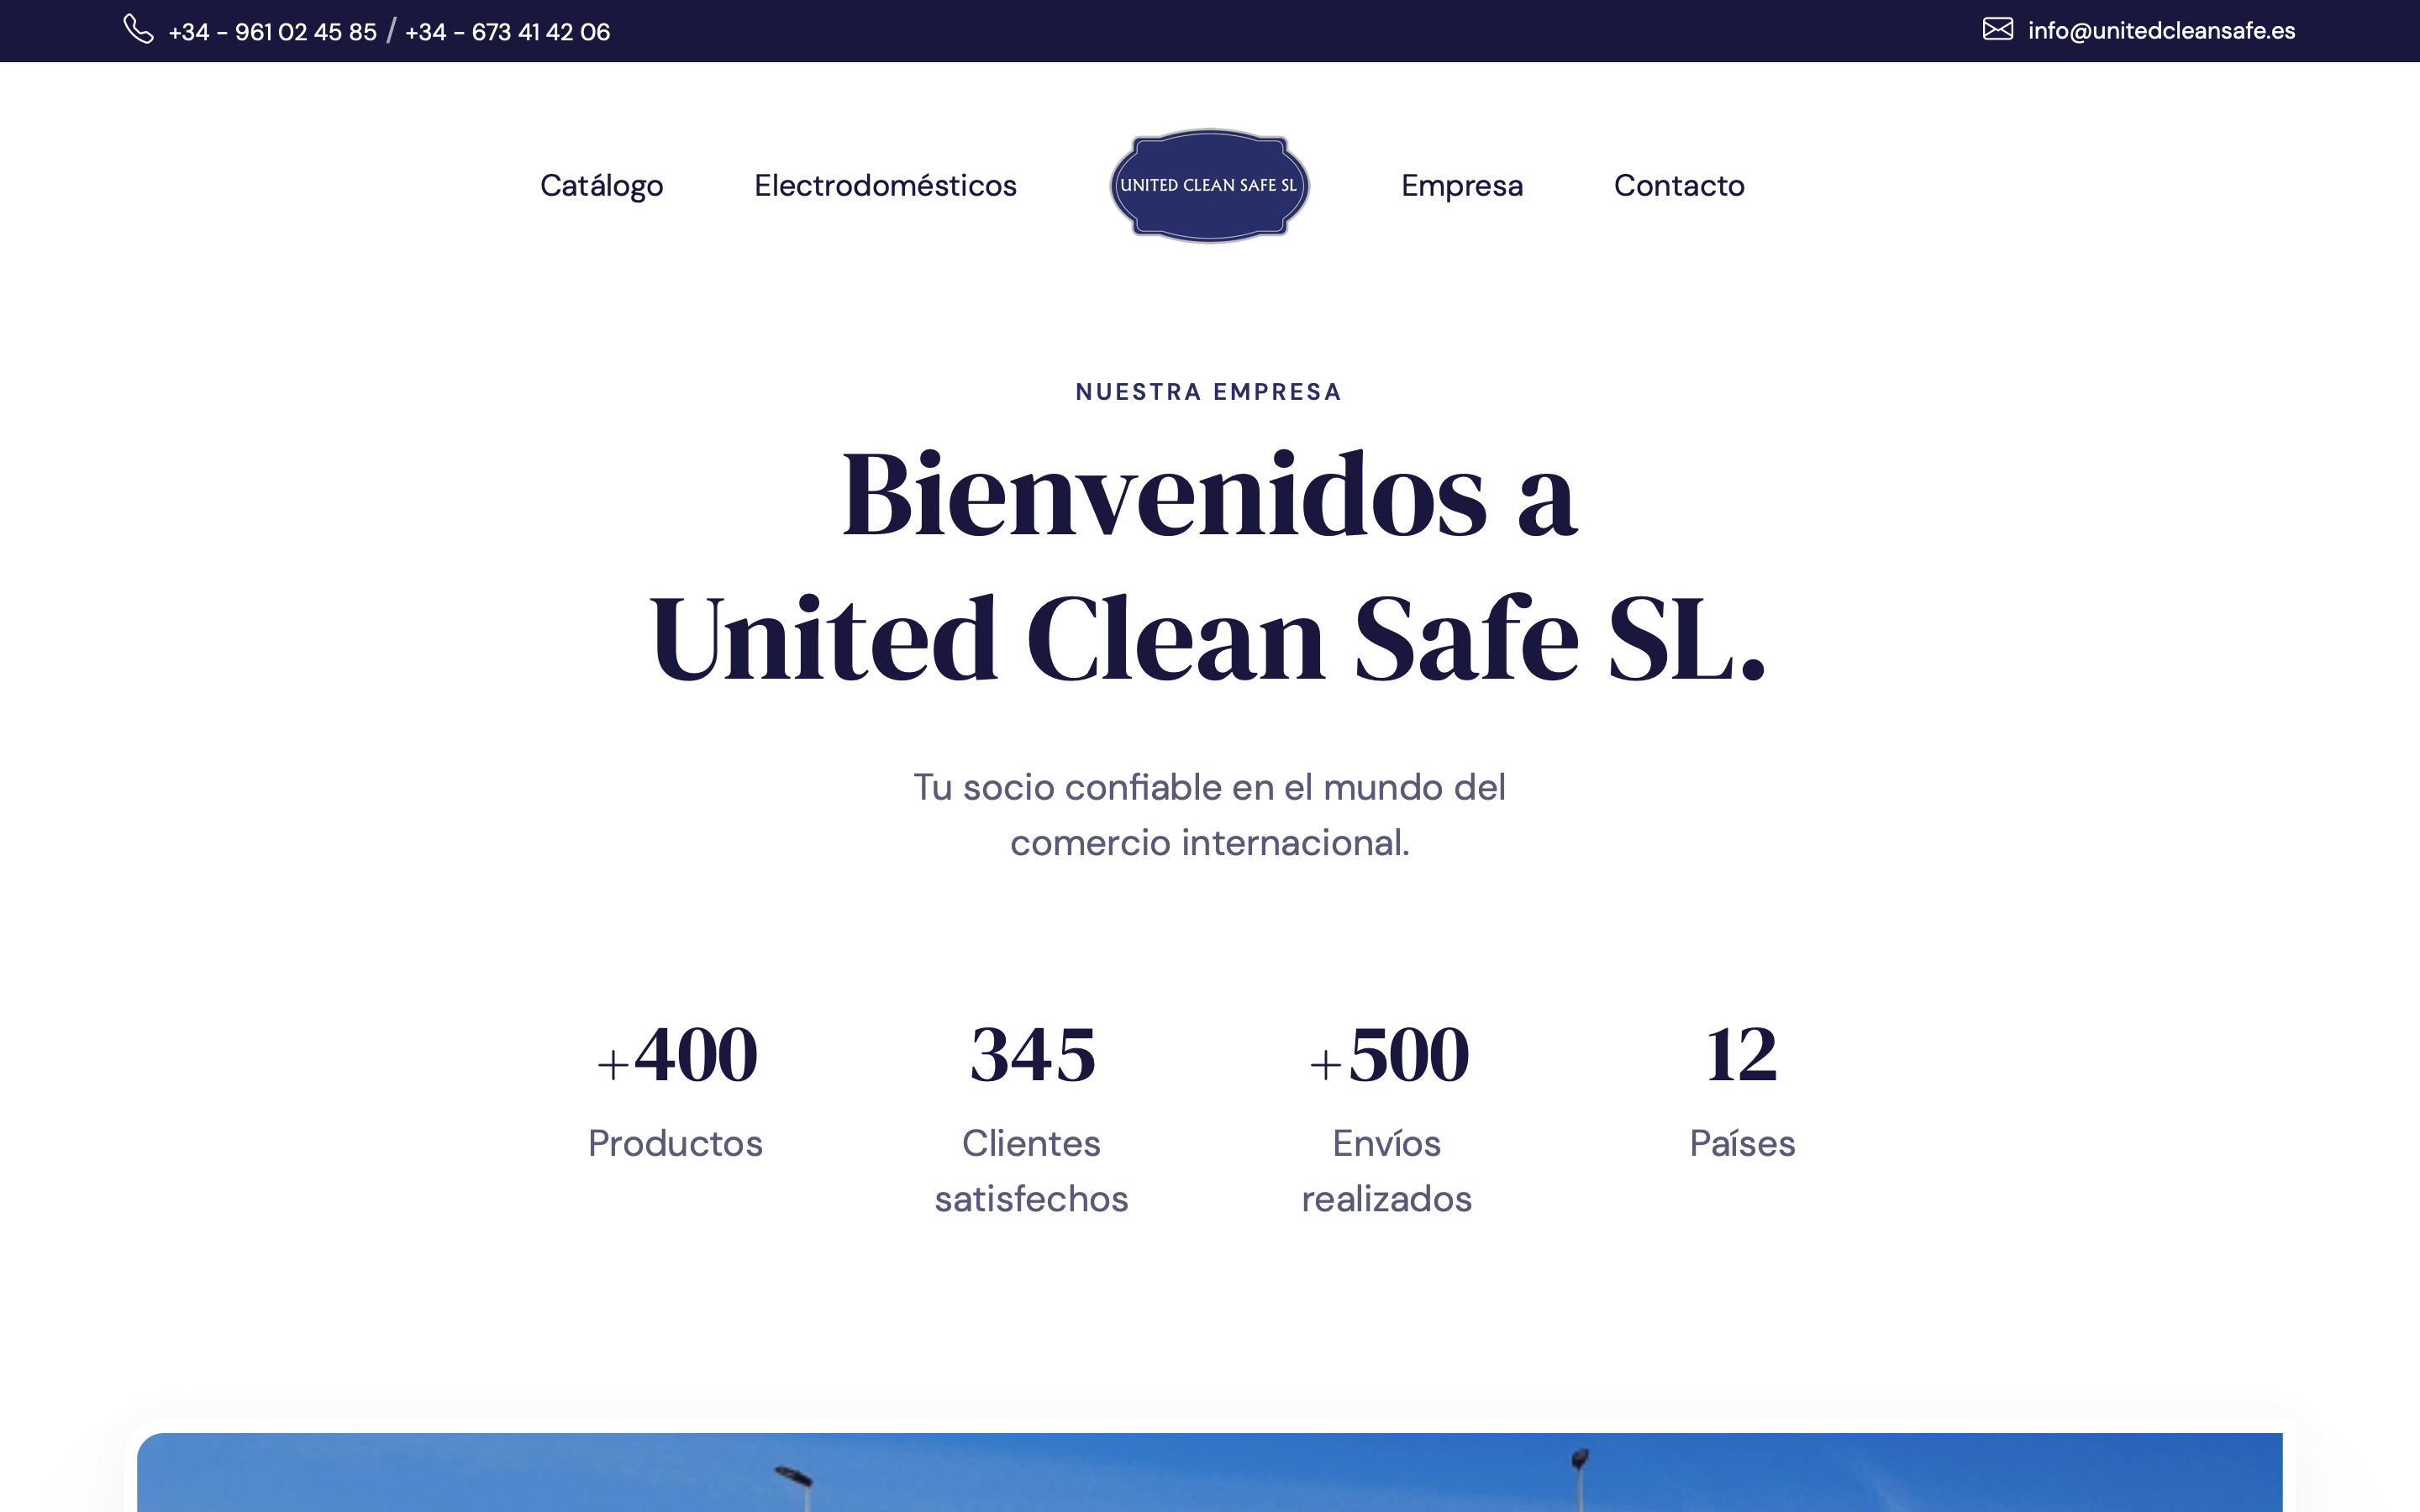 +34 - 961 02 45 85 / +34 - 673 41 42 06
info@unitedcleansafe.es
Catálogo
Electrodomésticos
UNITED CLEAN SAFE SL
Empresa
Contacto
NUESTRA EMPRESA
Bienvenidos a
United Clean Safe SL.
Tu socio confiable en el mundo del
comercio internacional.
+400
Productos
345
Clientes
satisfechos
+500
Envíos
realizados
12
Países